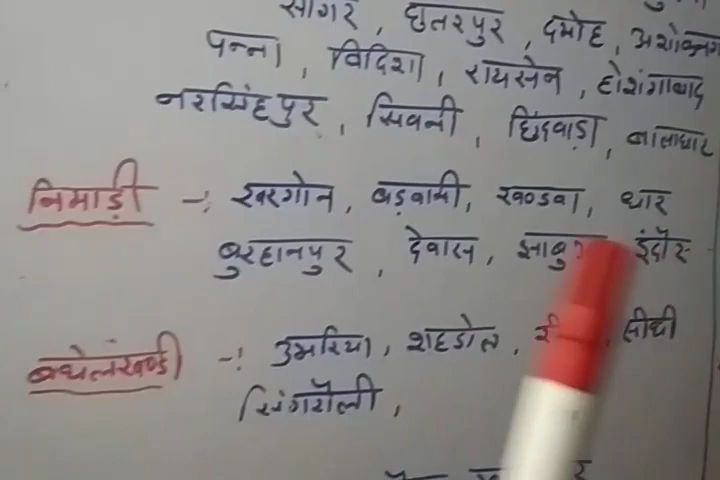 सागर, छतरपुर, दमोह, अशोकनग
पन्ना, विदिशा, रायसेन, होशंगाबाद
नरसिंहपुर, सिवनी, छिंदवाड़ा, बालाघाट
निमाड़ी -: खरगोन, बड़वानी, खण्डवा, धार
बुरहानपुर, देवास, झाबु इंदौर
बघेलखण्डी -: उमरिया, शहडोल, सीधी
सिंगरौली,